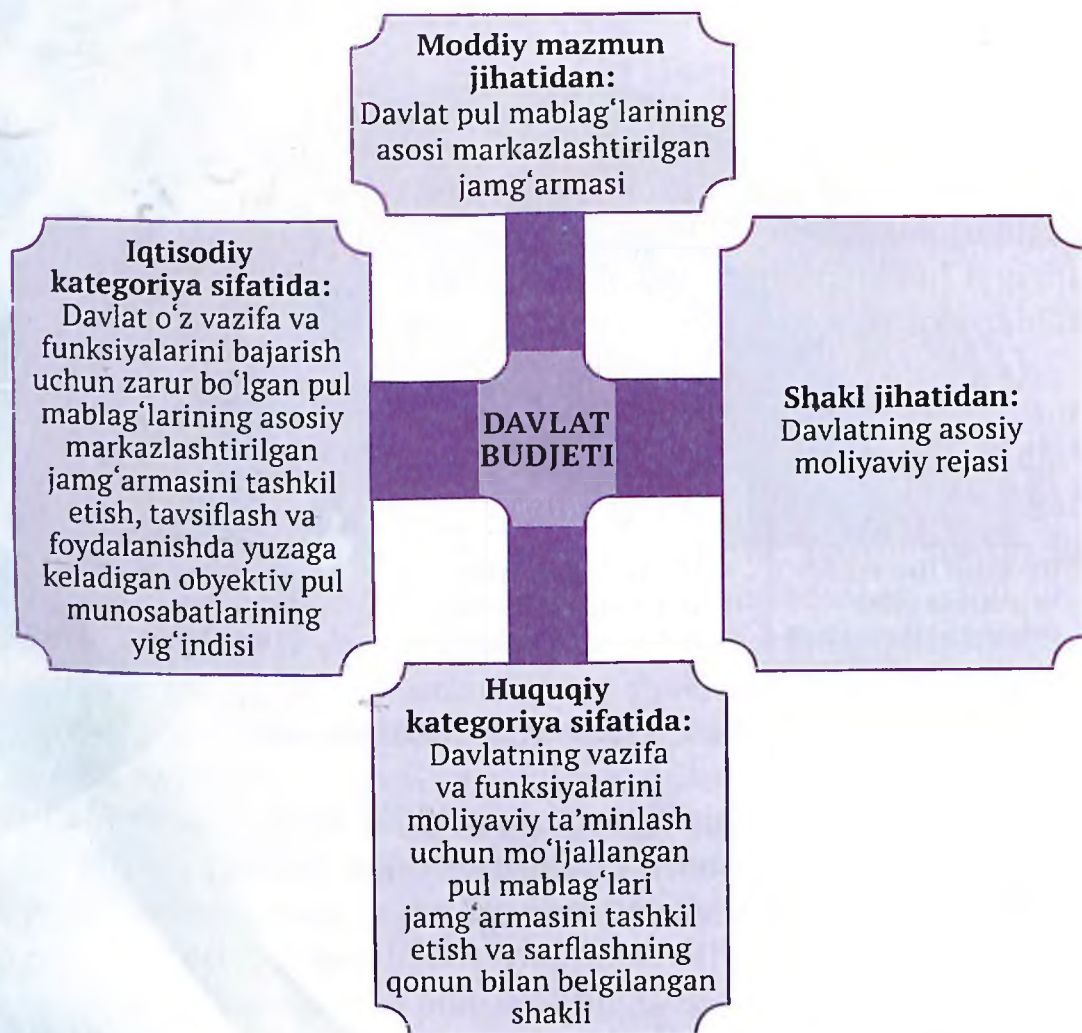 Moddiy mazmun
jihatidan:
Davlat pul mablag‘larining
asosi markazlashtirilgan
jamg‘armasi
Iqtisodiy
kategoriya sifatida:
Davlat o‘z vazifa va
funksiyalarini bajarish
uchun zarur bo‘lgan pul
mablag‘larining asosiy
markazlashtirilgan
jamg‘armasini tashkil
etish, tavsiflash va
foydalanishda yuzaga
keladigan obyektiv pul
munosabatlarining
yig‘indisi
DAVLAT
BUDJETI
Shakl jihatidan:
Davlatning asosiy
moliyaviy rejasi
Huquqiy
kategoriya sifatida:
Davlatning vazifa
va funksiyalarini
moliyaviy ta’minlash
uchun mo‘ljallangan
pul mablag‘lari
jamg‘armasini tashkil
etish va sarflashning
qonun bilan belgilangan
shakli